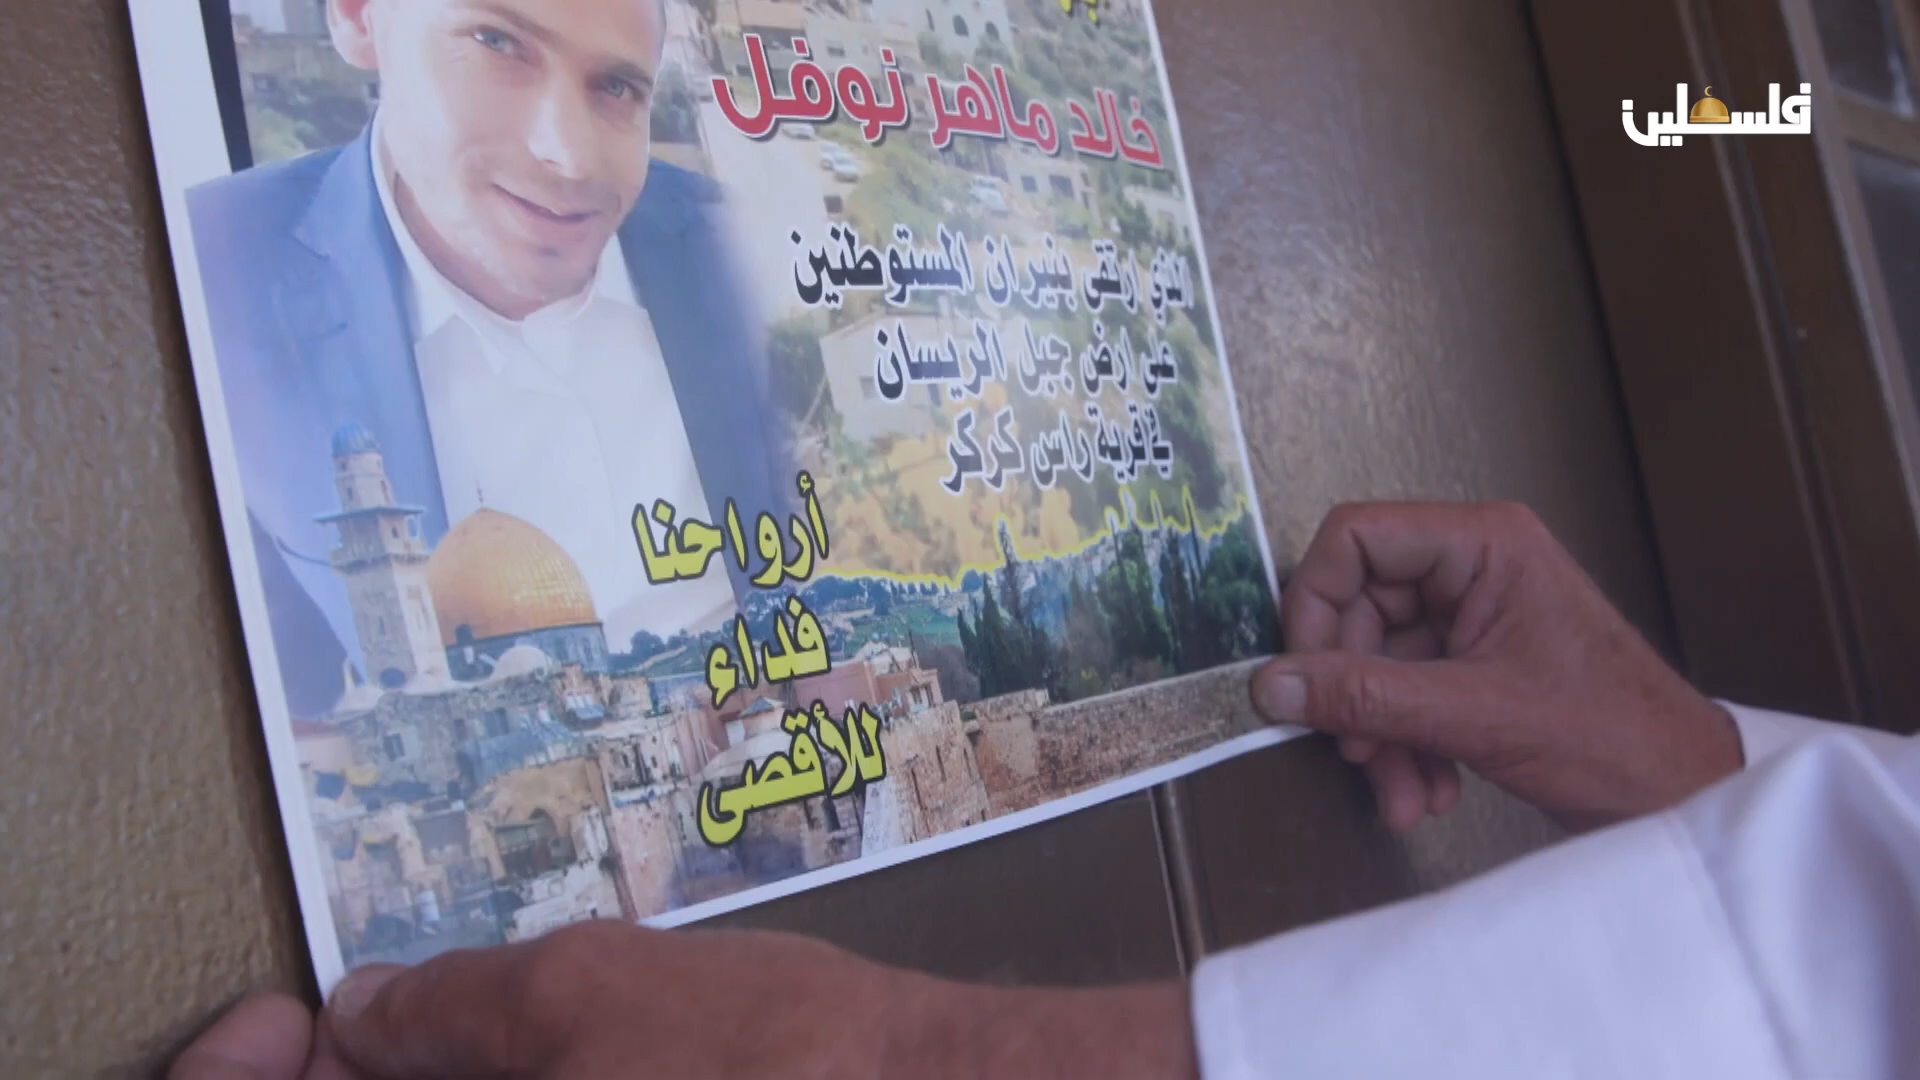 خالد ماهر نوفل
الذي ارتقى بنيران المستوطنين
على ارض جبل الريسان
في قرية راس كركر
أرواحنا
فداء
للأقصى
فلسطين